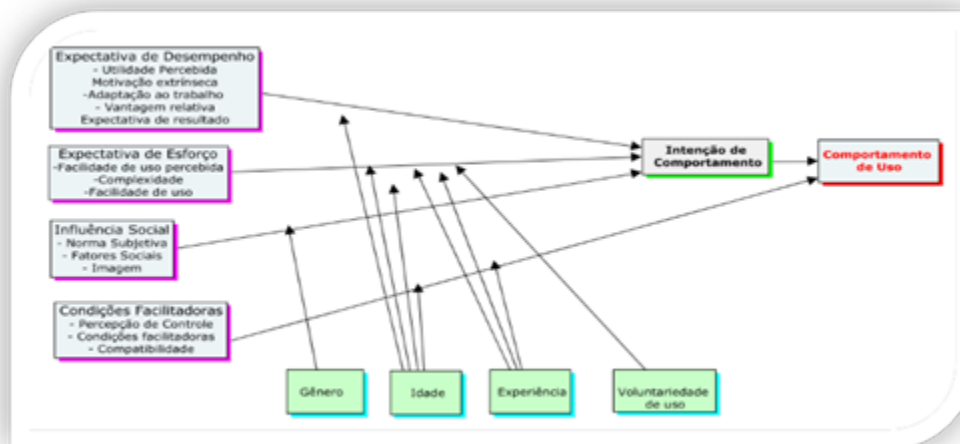 Expectativa de Desempenho
- Utilidade Percebida
Motivação extrínseca
-Adaptação ao trabalho
- Vantagem relativa
Expectativa de resultado
Expectativa de Esforço
-Facilidade de uso percebida
-Complexidade
-Facilidade de uso
Influência Social
- Norma Subjetiva
- Fatores Sociais
- Imagem
Condições Facilitadoras
- Percepção de Controle
- Condições facilitadoras
- Compatibilidade
Intenção de
Comportamento
Comportamento
de Uso
Gênero
Idade
Experiência
Voluntariedade
de uso